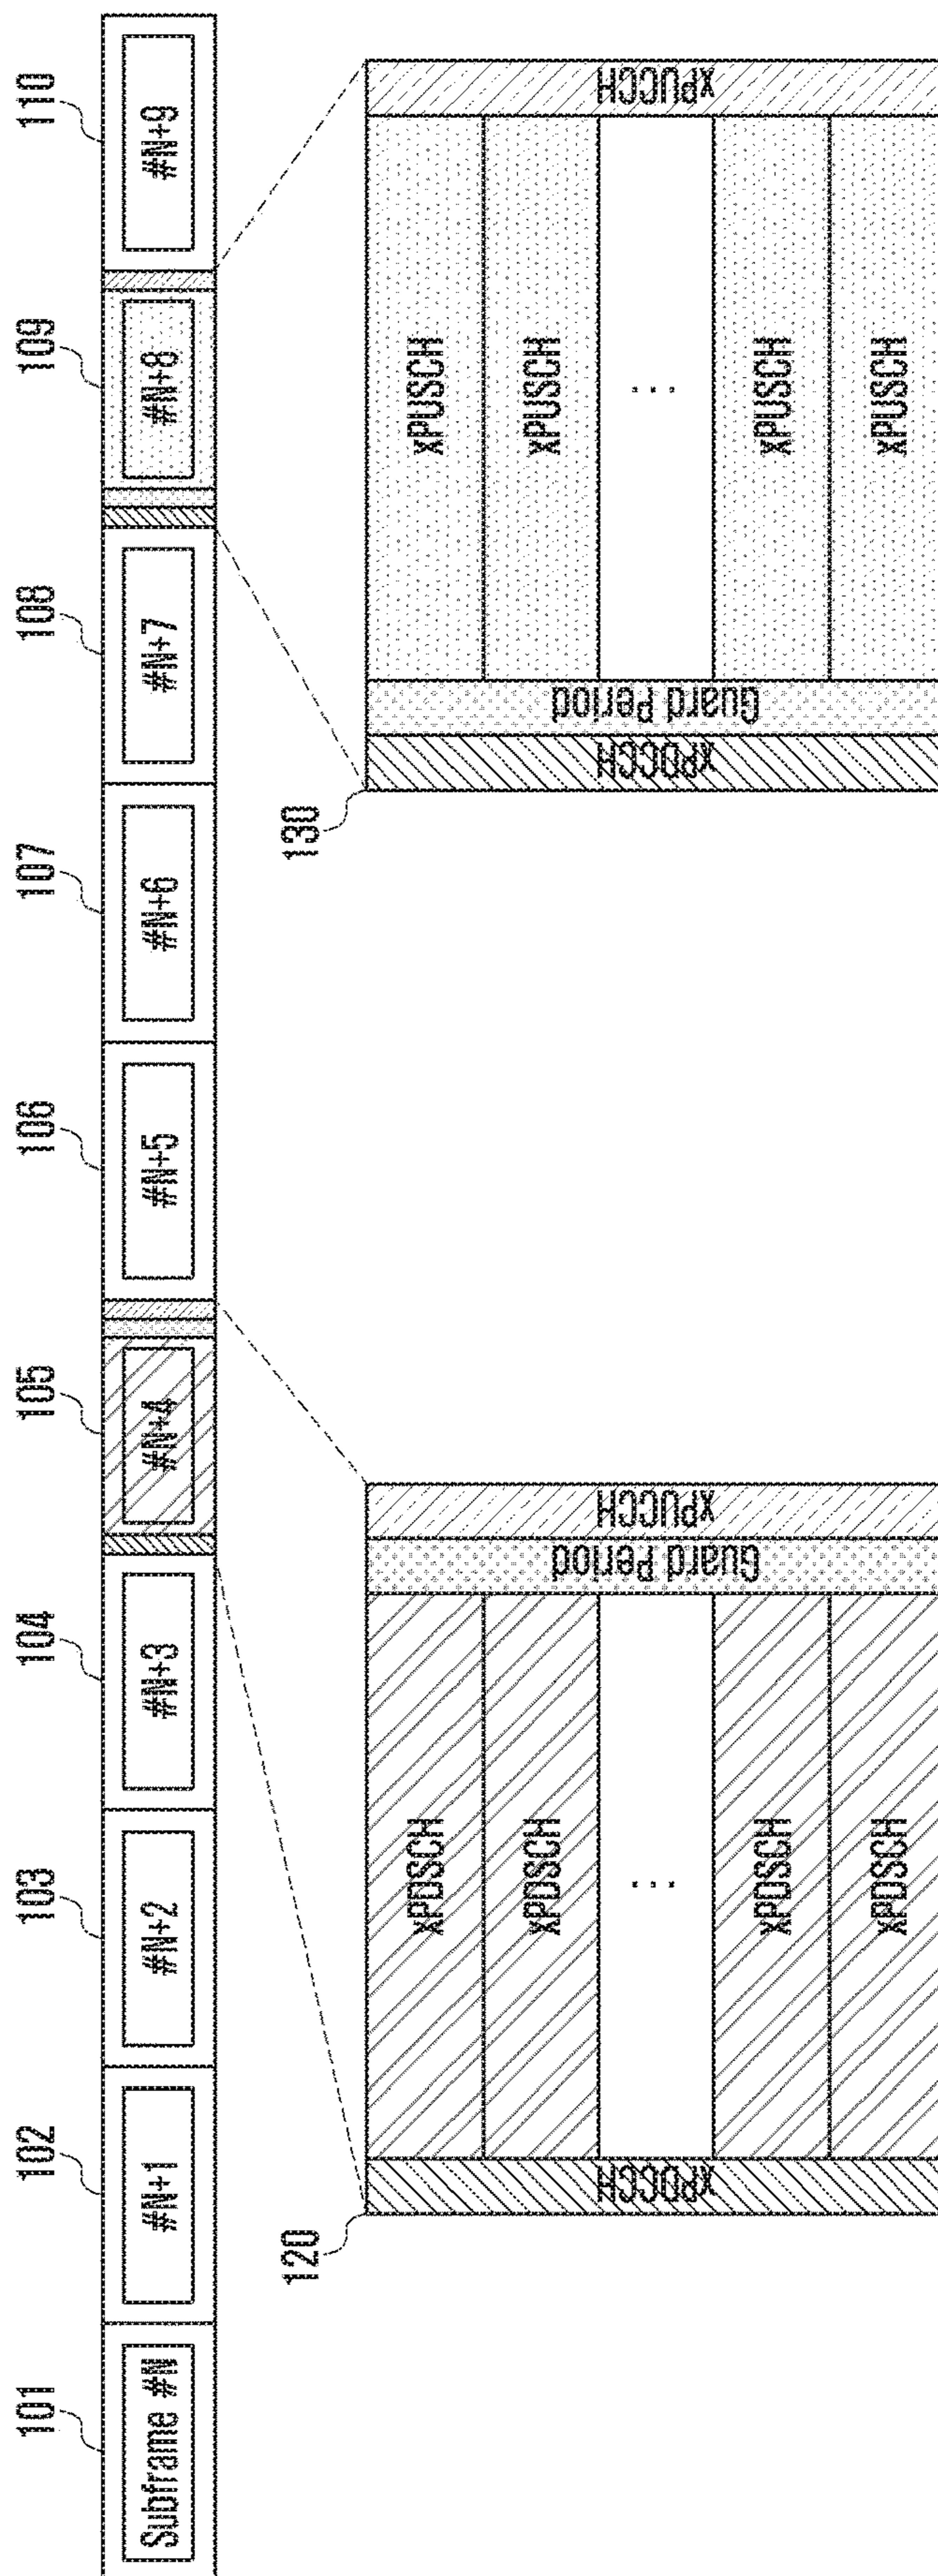 101 102 103 104 105 106 107 108 109 110
Subframe #N #N+1 #N+2 #N+3 #N+4 #N+5 #N+6 #N+7 #N+8 #N+9
120
xPDCCH
xPDSCH
xPDSCH
...
xPDSCH
xPDSCH
Guard Period
xPUCCH
130
xPDCCH
Guard Period
xPUSCH
xPUSCH
...
xPUSCH
xPUSCH
xPUCCH